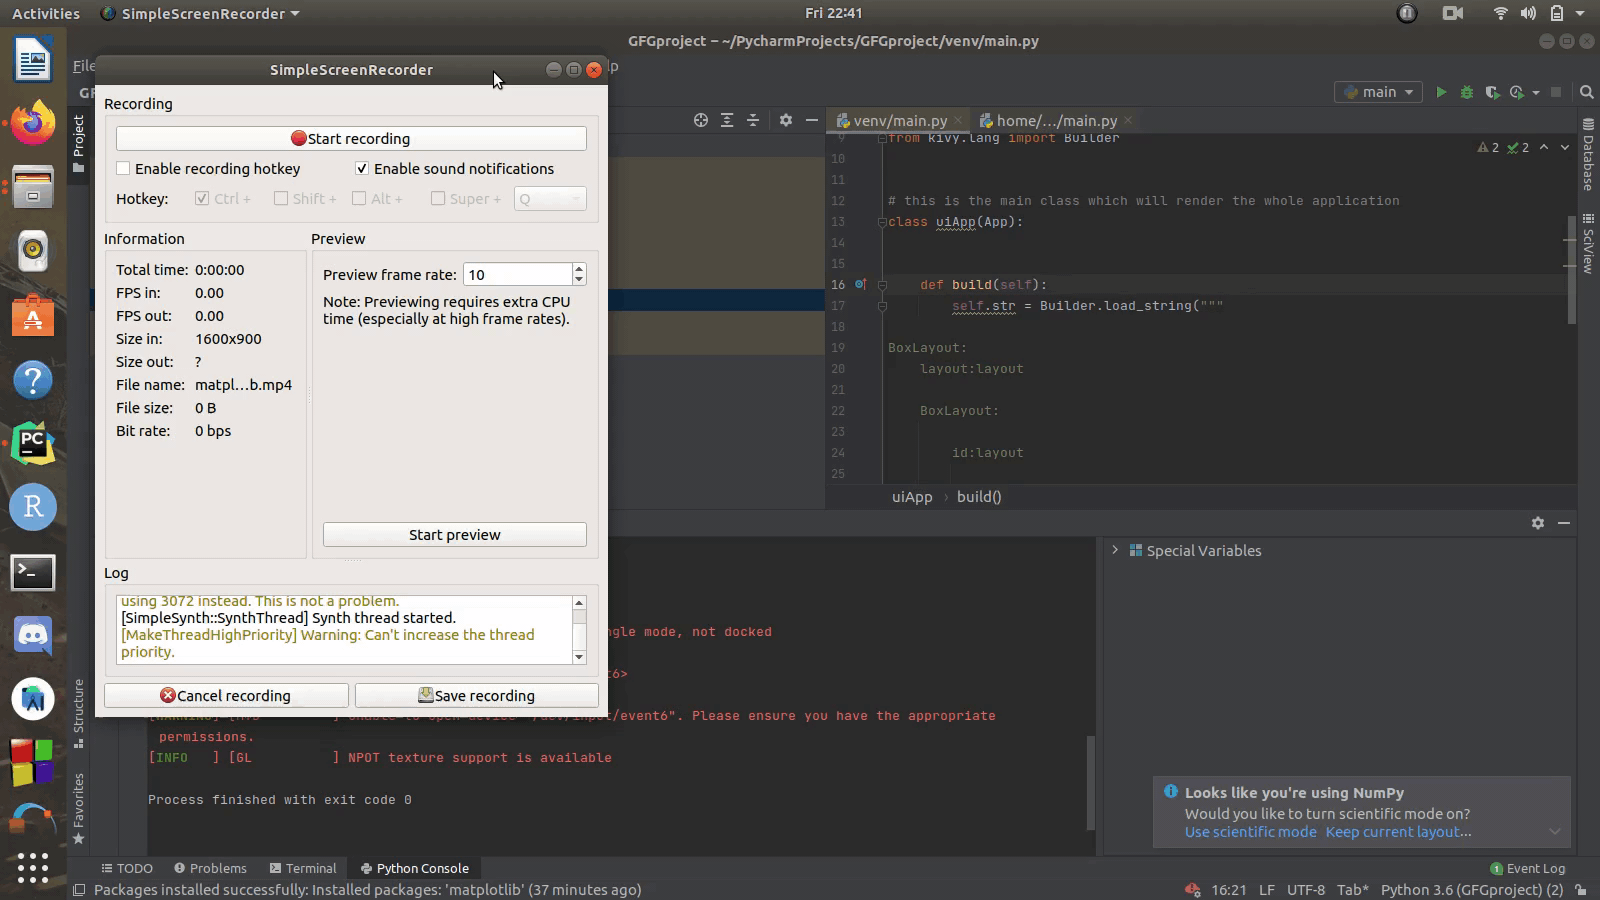 Activities
SimpleScreenRecorder
Fri 22:41
GFGproject – ~/PycharmProjects/GFGproject/venv/main.py
File
SimpleScreenRecorder
main
Recording
Start recording
Enable recording hotkey
Enable sound notifications
Hotkey:
Ctrl +
Shift +
Alt +
Super +
Q
Information
Total time: 0:00:00
FPS in: 0.00
FPS out: 0.00
Size in: 1600x900
Size out: ?
File name: matpl...b.mp4
File size: 0 B
Bit rate: 0 bps
Preview
Preview frame rate: 10
Note: Previewing requires extra CPU
time (especially at high frame rates).
Start preview
Log
using 3072 instead. This is not a problem.
[SimpleSynth::SynthThread] Synth thread started.
[MakeThreadHighPriority] Warning: Can't increase the thread
priority.
Cancel recording
Save recording
Project
Structure
Favorites
venv/main.py
home/.../main.py
2 2
9 from kivy.lang import Builder
10
11
12 # this is the main class which will render the whole application
13 class uiApp(App):
14
15
16 def build(self):
17 self.str = Builder.load_string("""
18
19 BoxLayout:
20 layout:layout
21
22 BoxLayout:
23
24 id:layout
25
uiApp › build()
Database
SciView
Special Variables
ngle mode, not docked
t6>
Unable to open device "/dev/input/event6". Please ensure you have the appropriate
permissions.
[INFO ] [GL ] NPOT texture support is available
Process finished with exit code 0
Looks like you're using NumPy
Would you like to turn scientific mode on?
Use scientific mode Keep current layout...
TODO
Problems
Terminal
Python Console
Event Log
Packages installed successfully: Installed packages: 'matplotlib' (37 minutes ago)
16:21 LF UTF-8 Tab* Python 3.6 (GFGproject) (2)